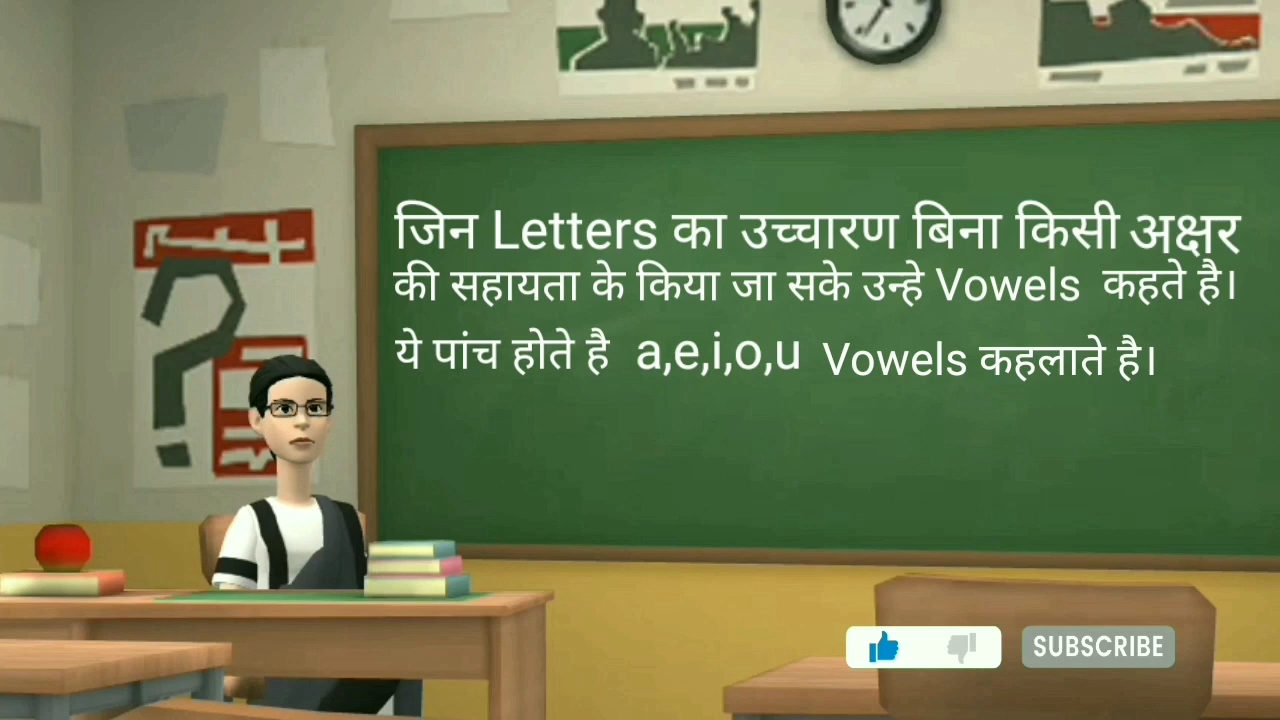 जिन Letters का उच्चारण बिना किसी अक्षर
की सहायता के किया जा सके उन्हे Vowels कहते है।
ये पांच होते है a,e,i,o,u Vowels कहलाते है।
SUBSCRIBE